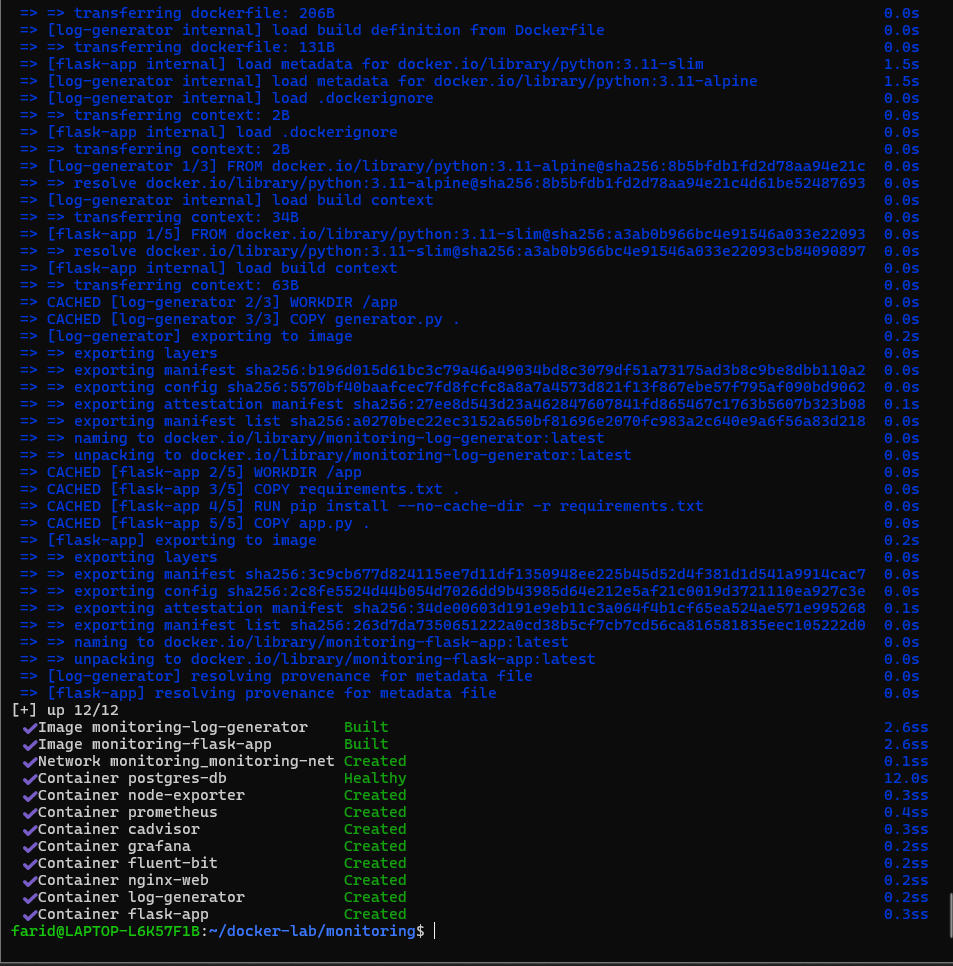 => => transferring dockerfile: 206B 0.0s
=> [log-generator internal] load build definition from Dockerfile 0.0s
=> => transferring dockerfile: 131B 0.0s
=> [flask-app internal] load metadata for docker.io/library/python:3.11-slim 1.5s
=> [log-generator internal] load metadata for docker.io/library/python:3.11-alpine 1.5s
=> [log-generator internal] load .dockerignore 0.0s
=> => transferring context: 2B 0.0s
=> [flask-app internal] load .dockerignore 0.0s
=> => transferring context: 2B 0.0s
=> [log-generator 1/3] FROM docker.io/library/python:3.11-alpine@sha256:8b5bfdb1fd2d78aa94e21c 0.0s
=> => resolve docker.io/library/python:3.11-alpine@sha256:8b5bfdb1fd2d78aa94e21c4d61be52487693 0.0s
=> [log-generator internal] load build context 0.0s
=> => transferring context: 34B 0.0s
=> [flask-app 1/5] FROM docker.io/library/python:3.11-slim@sha256:a3ab0b966bc4e91546a033e22093 0.0s
=> => resolve docker.io/library/python:3.11-slim@sha256:a3ab0b966bc4e91546a033e22093cb84090897 0.0s
=> [flask-app internal] load build context 0.0s
=> => transferring context: 63B 0.0s
=> CACHED [log-generator 2/3] WORKDIR /app 0.0s
=> CACHED [log-generator 3/3] COPY generator.py . 0.0s
=> [log-generator] exporting to image 0.2s
=> => exporting layers 0.0s
=> => exporting manifest sha256:b196d015d61bc3c79a46a49034bd8c3079df51a73175ad3b8c9be8dbb110a2 0.0s
=> => exporting config sha256:5570bf40baafcec7fd8fcfc8a8a7a4573d821f13f867ebe57f795af090bd9062 0.0s
=> => exporting attestation manifest sha256:27ee8d543d23a462847607841fd865467c1763b5607b323b08 0.1s
=> => exporting manifest list sha256:a0270bec22ec3152a650bf81696e2070fc983a2c640e9a6f56a83d218 0.0s
=> => naming to docker.io/library/monitoring-log-generator:latest 0.0s
=> => unpacking to docker.io/library/monitoring-log-generator:latest 0.0s
=> CACHED [flask-app 2/5] WORKDIR /app 0.0s
=> CACHED [flask-app 3/5] COPY requirements.txt . 0.0s
=> CACHED [flask-app 4/5] RUN pip install --no-cache-dir -r requirements.txt 0.0s
=> CACHED [flask-app 5/5] COPY app.py . 0.0s
=> [flask-app] exporting to image 0.2s
=> => exporting layers 0.0s
=> => exporting manifest sha256:3c9cb677d824115ee7d11df1350948ee225b45d52d4f381d1d541a9914cac7 0.0s
=> => exporting config sha256:2c8fe5524d44b054d7026dd9b43985d64e212e5af21c0019d3721110ea927c3e 0.0s
=> => exporting attestation manifest sha256:34de00603d191e9eb11c3a064f4b1cf65ea524ae571e995268 0.1s
=> => exporting manifest list sha256:263d7da7350651222a0cd38b5cf7cb7cd56ca816581835eec105222d0 0.0s
=> => naming to docker.io/library/monitoring-flask-app:latest 0.0s
=> => unpacking to docker.io/library/monitoring-flask-app:latest 0.0s
=> [log-generator] resolving provenance for metadata file 0.0s
=> [flask-app] resolving provenance for metadata file 0.0s
[+] up 12/12
✔Image monitoring-log-generator Built 2.6ss
✔Image monitoring-flask-app Built 2.6ss
✔Network monitoring_monitoring-net Created 0.1ss
✔Container postgres-db Healthy 12.0s
✔Container node-exporter Created 0.3ss
✔Container prometheus Created 0.4ss
✔Container cadvisor Created 0.3ss
✔Container grafana Created 0.2ss
✔Container fluent-bit Created 0.2ss
✔Container nginx-web Created 0.2ss
✔Container log-generator Created 0.2ss
✔Container flask-app Created 0.3ss
farid@LAPTOP-L6K57F1B:~/docker-lab/monitoring$